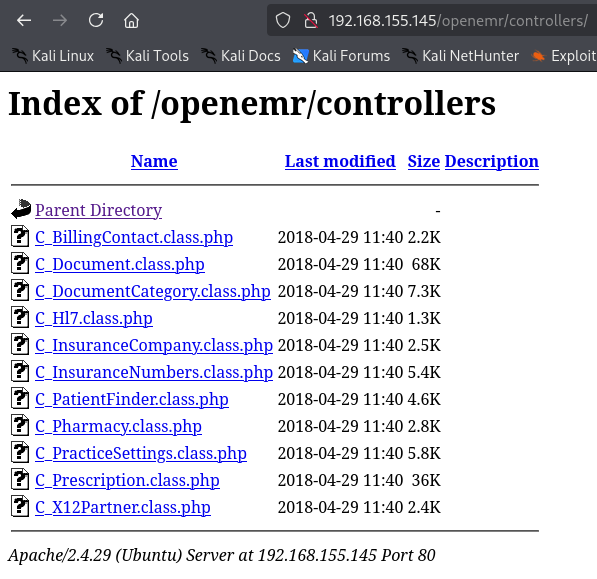 192.168.155.145/openemr/controllers/
Kali Linux Kali Tools Kali Docs Kali Forums Kali NetHunter Exploit
Index of /openemr/controllers
Name Last modified Size Description
Parent Directory -
C_BillingContact.class.php 2018-04-29 11:40 2.2K
C_Document.class.php 2018-04-29 11:40 68K
C_DocumentCategory.class.php 2018-04-29 11:40 7.3K
C_Hl7.class.php 2018-04-29 11:40 1.3K
C_InsuranceCompany.class.php 2018-04-29 11:40 2.5K
C_InsuranceNumbers.class.php 2018-04-29 11:40 5.4K
C_PatientFinder.class.php 2018-04-29 11:40 4.6K
C_Pharmacy.class.php 2018-04-29 11:40 2.8K
C_PracticeSettings.class.php 2018-04-29 11:40 5.8K
C_Prescription.class.php 2018-04-29 11:40 36K
C_X12Partner.class.php 2018-04-29 11:40 2.4K
Apache/2.4.29 (Ubuntu) Server at 192.168.155.145 Port 80